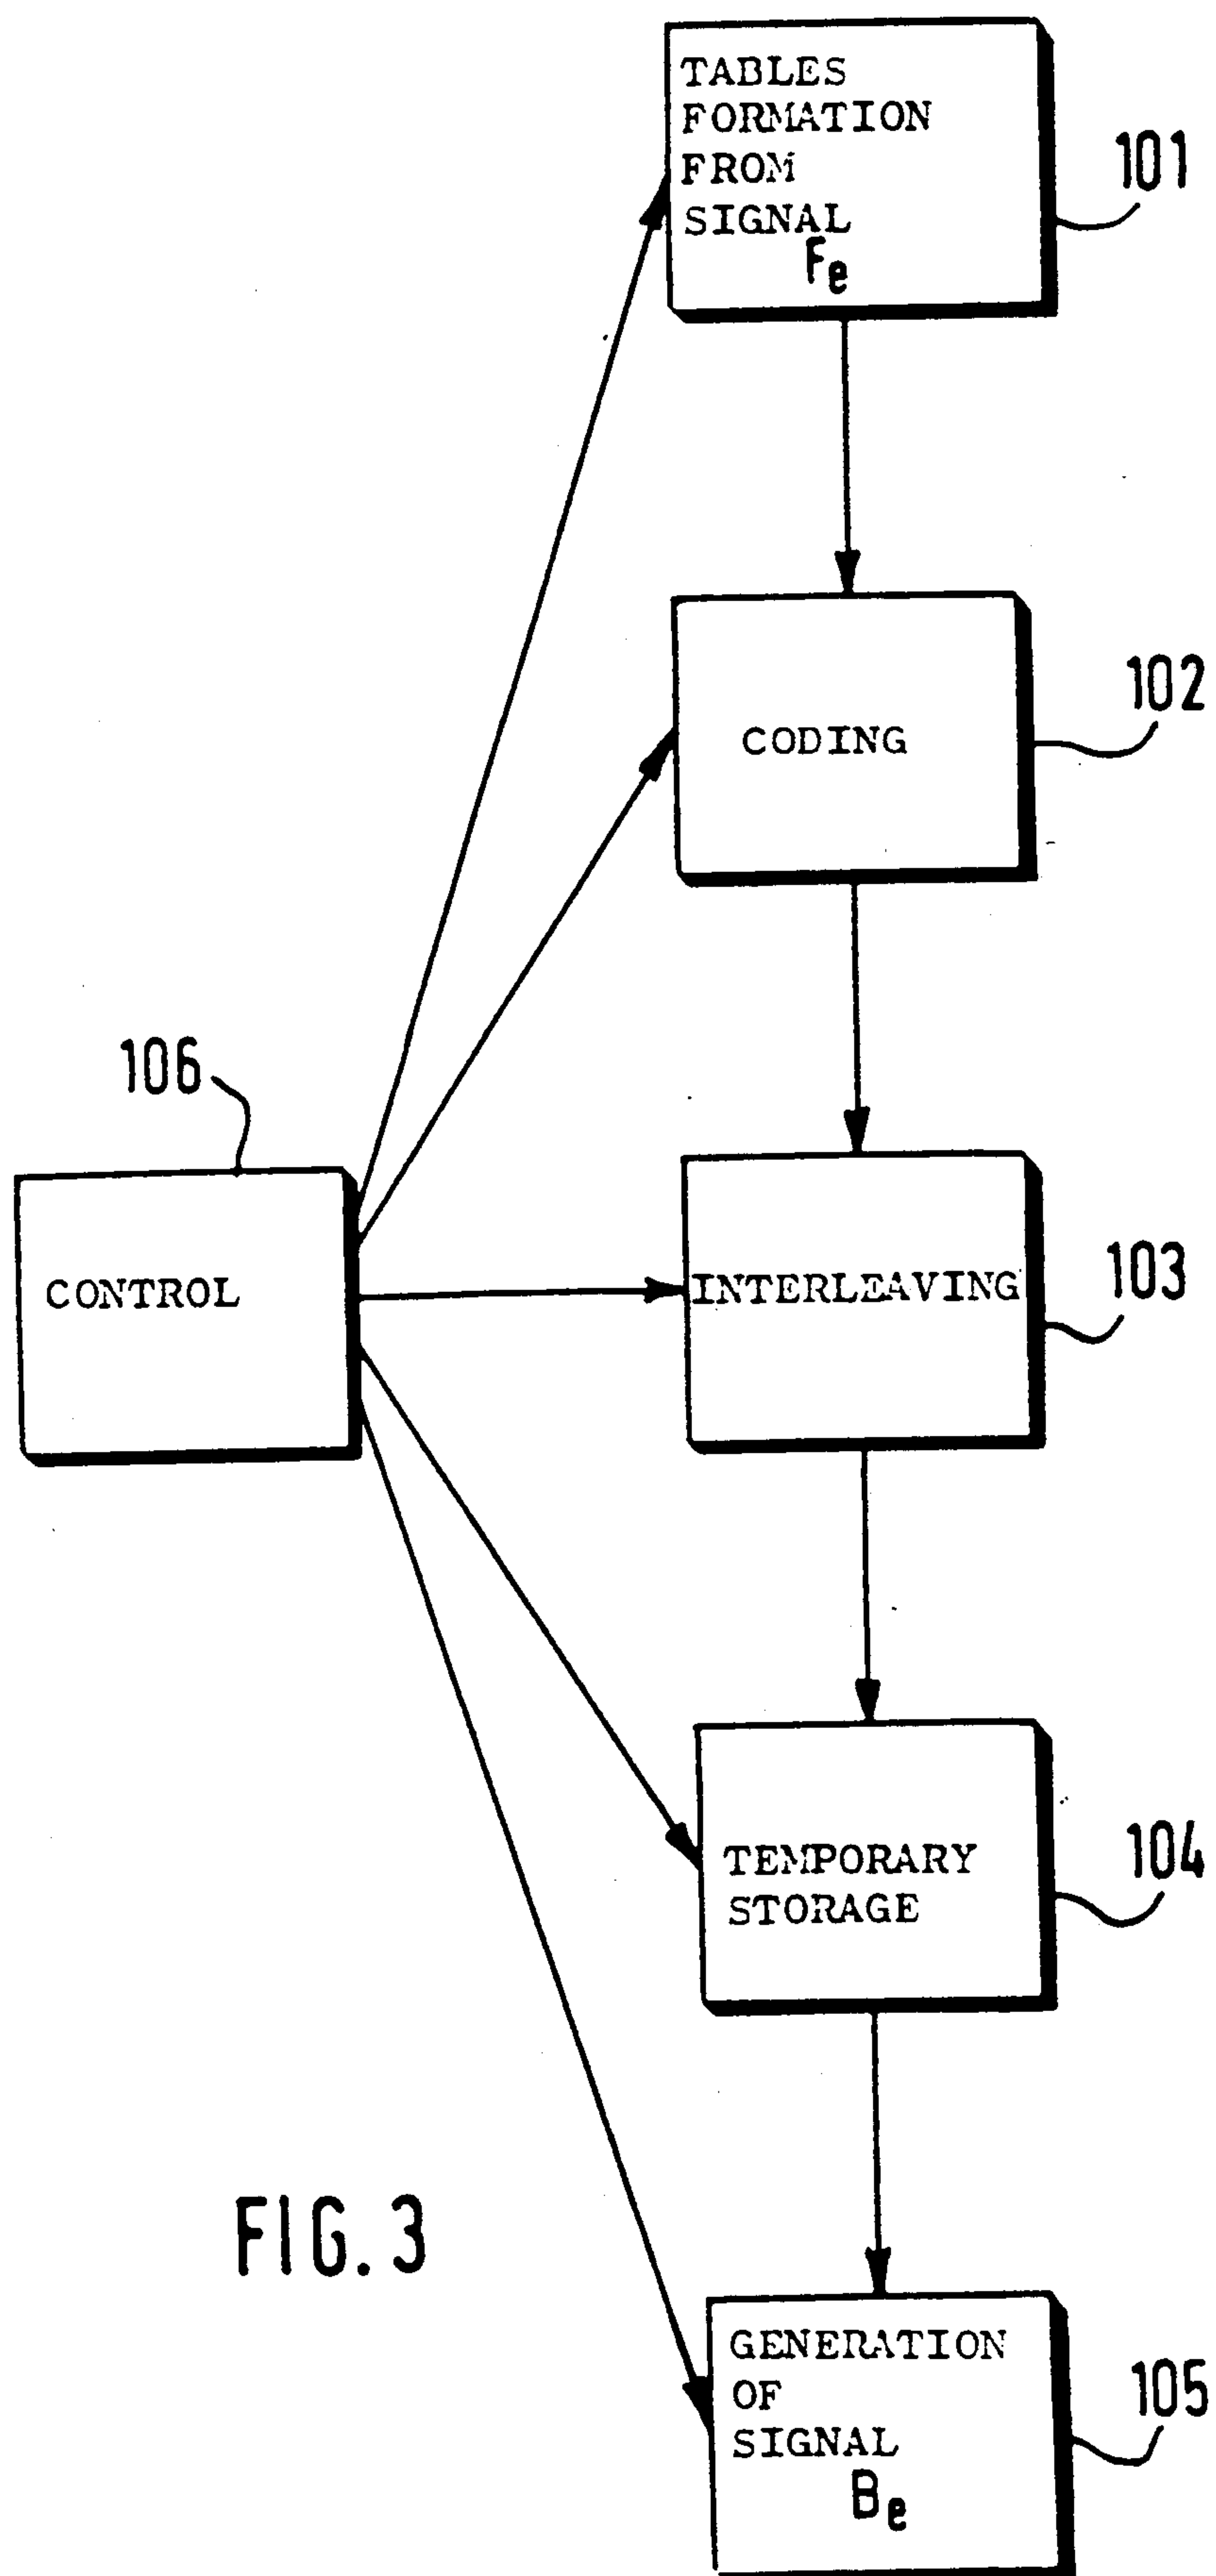 TABLES
FORMATION
FROM
SIGNAL
Fe
101
CODING
102
106
CONTROL
INTERLEAVING
103
TEMPORARY
STORAGE
104
FIG. 3
GENERATION
OF
SIGNAL
Be
105